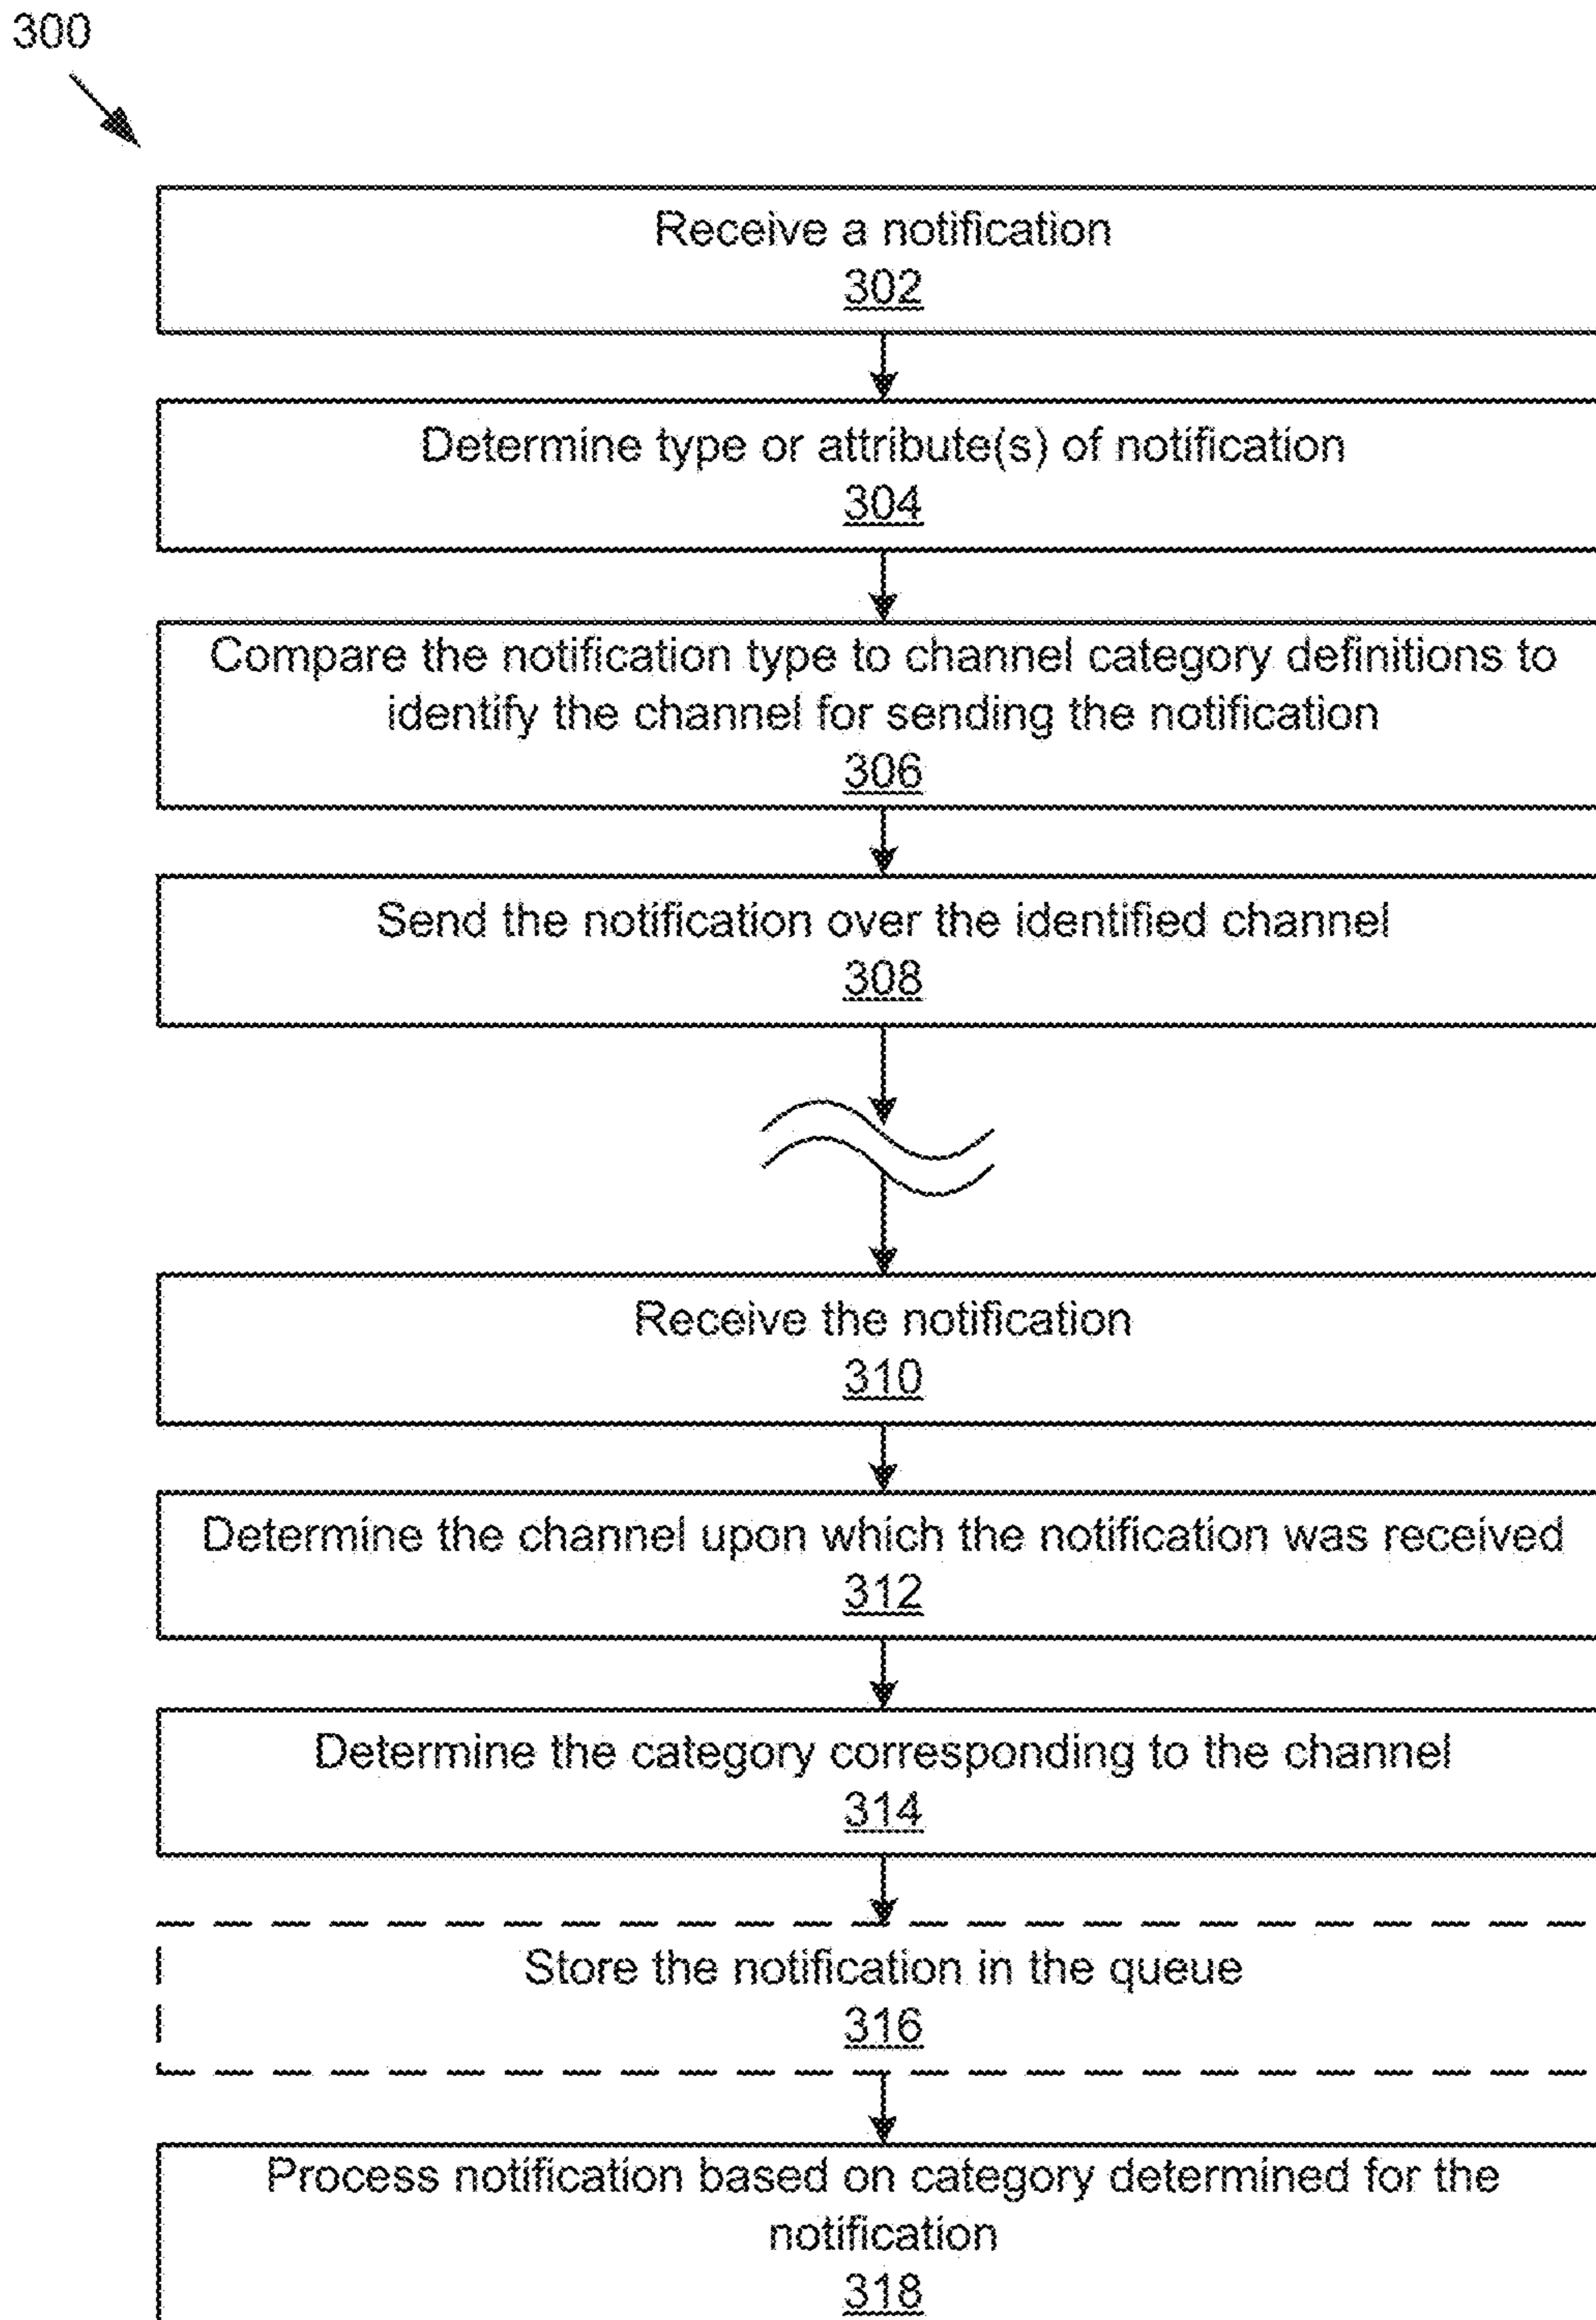 300
Receive a notification
302
Determine type or attribute(s) of notification
304
Compare the notification type to channel category definitions to
identify the channel for sending the notification
306
Send the notification over the identified channel
308
Receive the notification
310
Determine the channel upon which the notification was received
312
Determine the category corresponding to the channel
314
Store the notification in the queue
316
Process notification based on category determined for the
notification
318